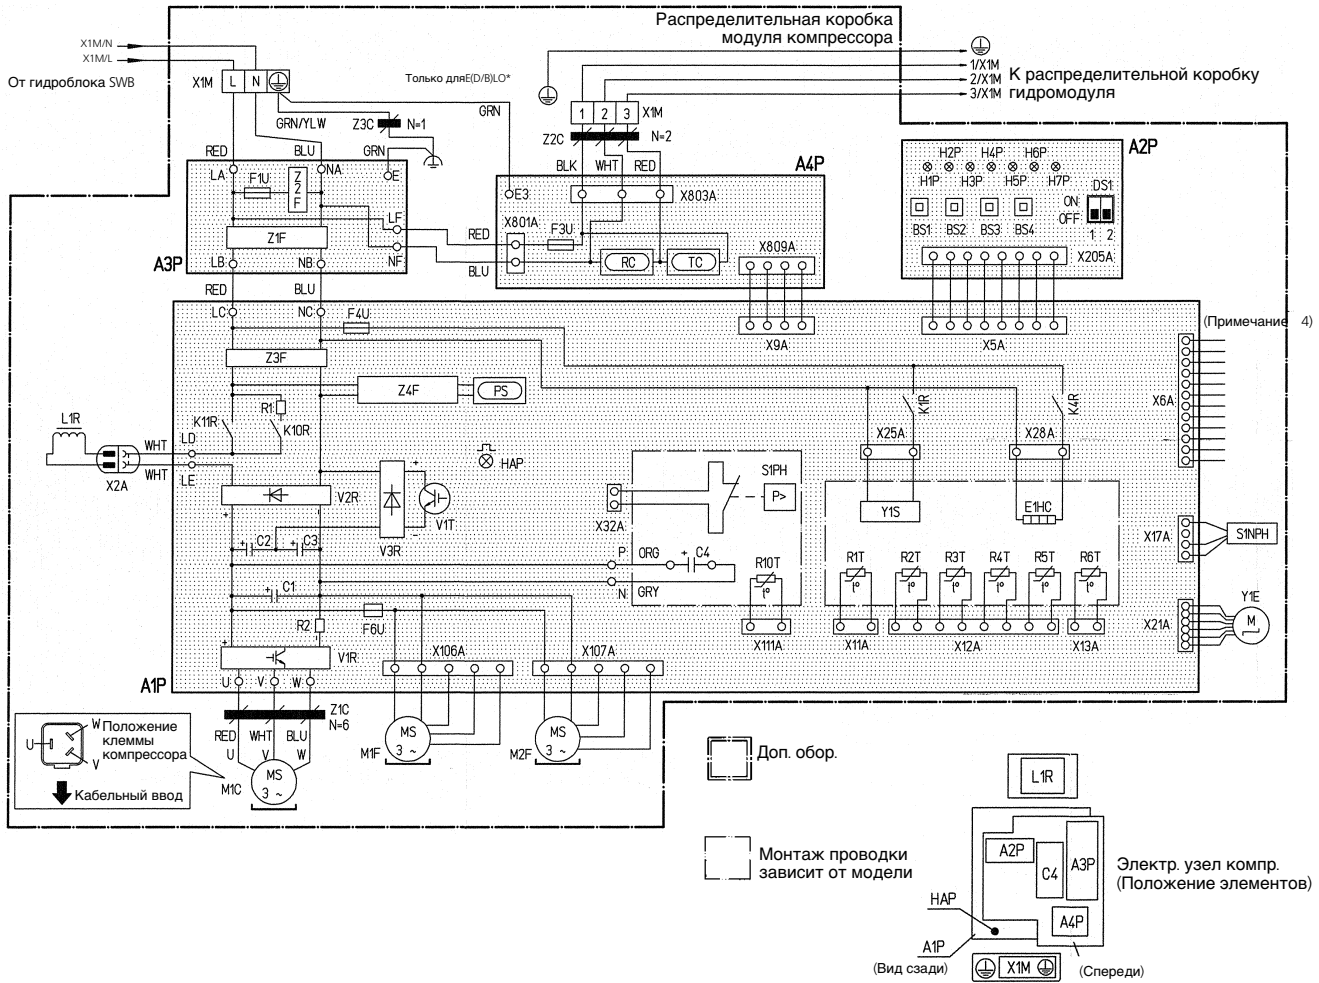 Распределительная коробка
модуля компрессора
X1M/N
X1M/L
От гидроблока SWB
X1M
L N
Только дляE(D/B)LO*
GRN
GRN/YLW
Z3C N=1
GRN
RED
BLU
1/X1M
2/X1M
3/X1M
К распределительной коробку
гидромодуля
1 2 3
X1M
Z2C
N=2
BLK WHT RED
A4P
A2P
H2P H4P H6P
H1P H3P H5P H7P
DS1
ON
OFF
1 2
BS1 BS2 BS3 BS4
X205A
LA
F1U
Z2F
NA
E
LF
NF
Z1F
A3P
LB
NB
E3
X801A
X803A
F3U
RED
BLU
RC
TC
X809A
RED
BLU
LC
NC
F4U
X9A
X5A
(Примечание 4)
Z3F
Z4F
PS
R1
K11R
K10R
K1R
K4R
X6A
L1R
WHT
LD
WHT
LE
X2A
HAP
X25A
X28A
V2R
V1T
V3R
S1PH
P>
X32A
Y1S
E1HC
X17A
S1NPH
C2
C3
P
ORG
C4
N
GRY
R10T
t°
R1T
R2T
R3T
R4T
R5T
R6T
t° t° t° t° t° t°
C1
F6U
R2
X111A
X11A
X12A
X13A
X21A
Y1E
M
V1R
X106A
X107A
A1P
U V W
Z1C
N=6
RED WHT BLU
U V W
MS
3 ~
M1C
MS
3 ~
M1F
MS
3 ~
M2F
W
U
V
Положение
клеммы
компрессора
Кабельный ввод
Доп. обор.
Монтаж проводки
зависит от модели
L1R
A2P
C4
A3P
A4P
Электр. узел компр.
(Положение элементов)
HAP
A1P
(Вид сзади)
X1M
(Спереди)